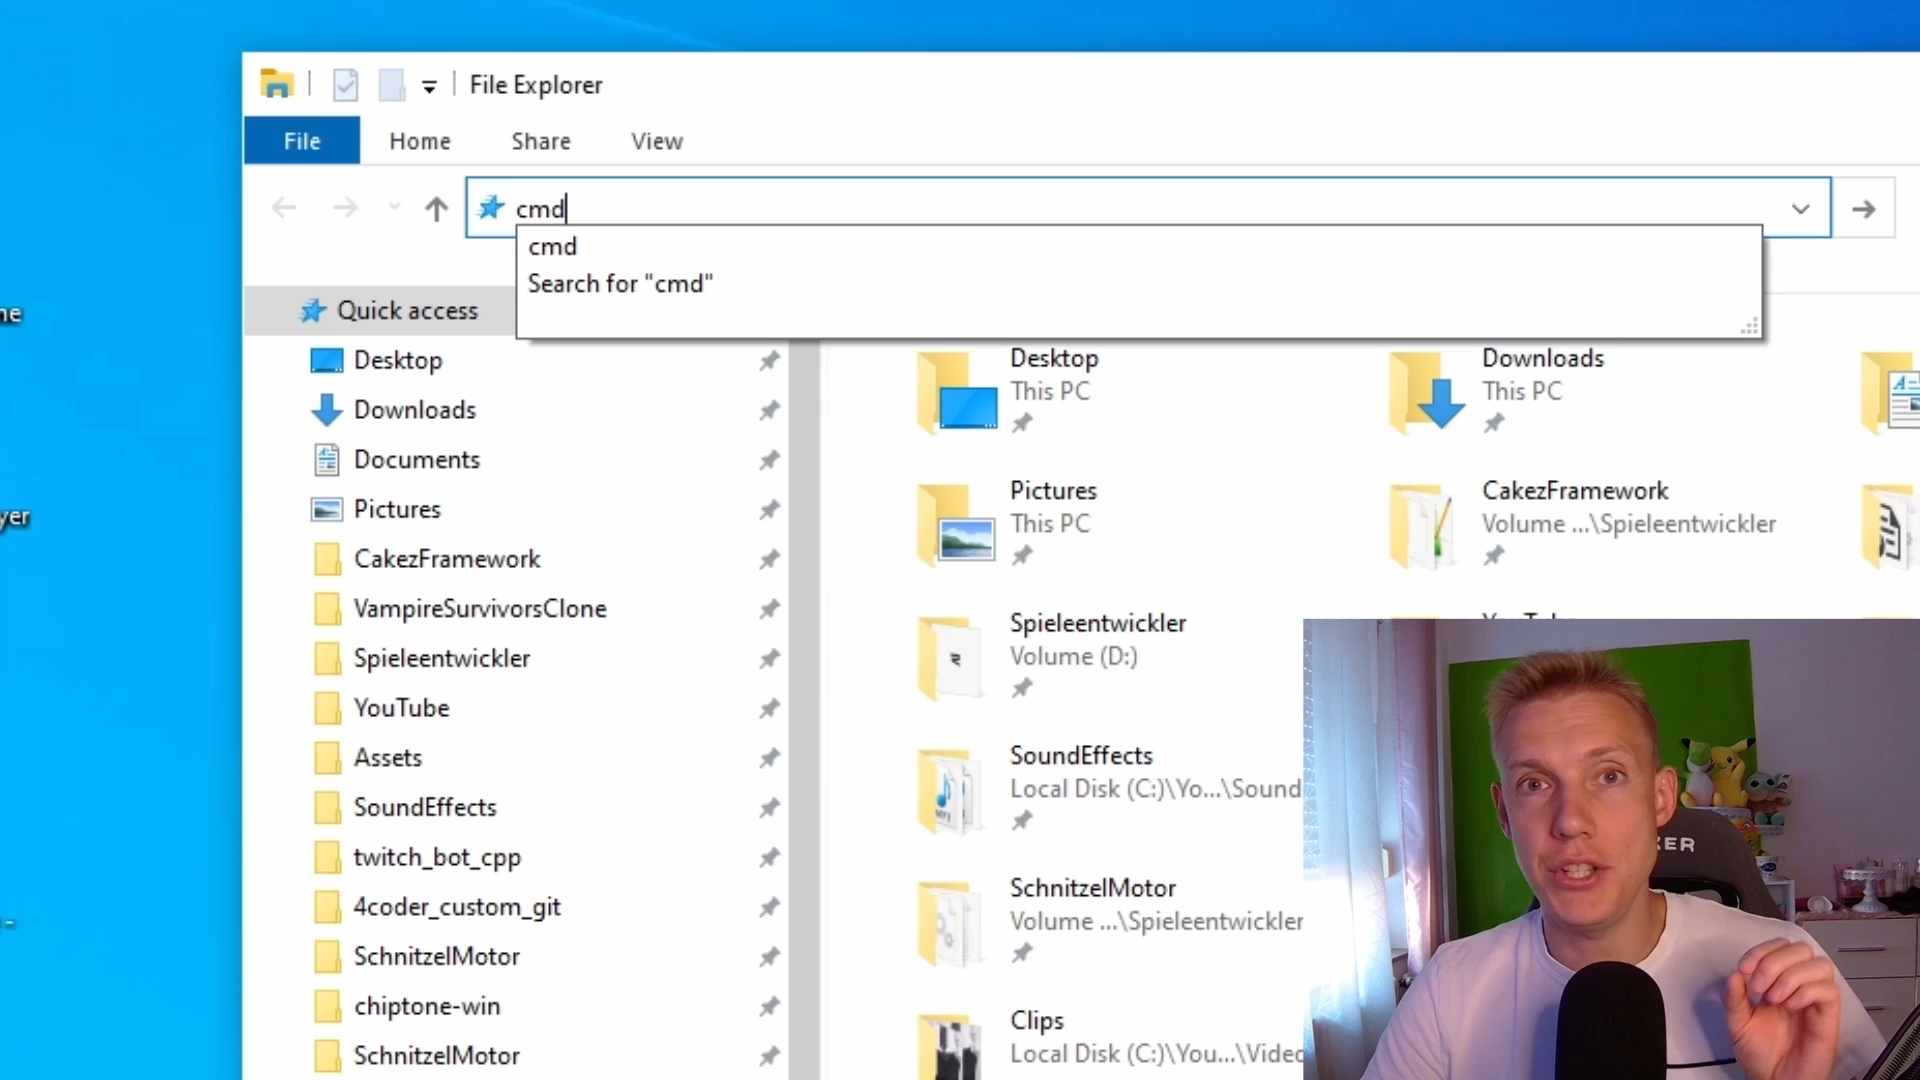 File Explorer
File Home Share View
cmd
cmd
Search for "cmd"
Quick access
Desktop
Downloads
Documents
Pictures
CakezFramework
VampireSurvivorsClone
Spieleentwickler
YouTube
Assets
SoundEffects
twitch_bot_cpp
4coder_custom_git
SchnitzelMotor
chiptone-win
SchnitzelMotor
Desktop
This PC
Downloads
This PC
Pictures
This PC
CakezFramework
Volume ...\Spieleentwickler
Spieleentwickler
Volume (D:)
SoundEffects
Local Disk (C:)\Yo...\Sound
SchnitzelMotor
Volume ...\Spieleentwickler
Clips
Local Disk (C:)\You...\Video
KER